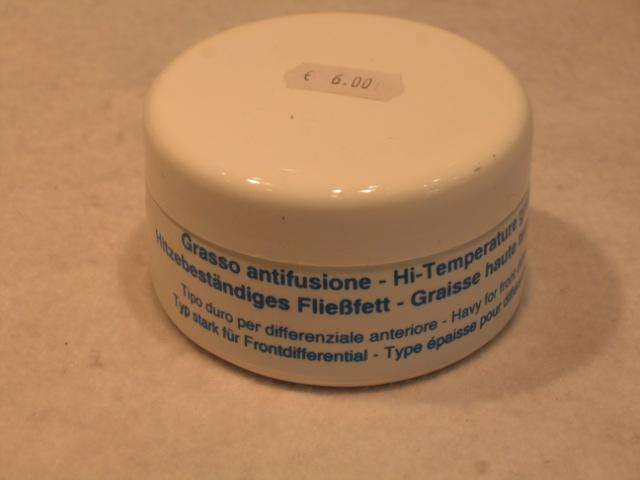 € 6.00
Grasso antifusione - Hi-Temperature
Hitzebeständiges Fließfett - Graisse haute
Tipo duro per differenziale anteriore - Havy for front
Typ stark für Frontdifferential - Type épaisse pour